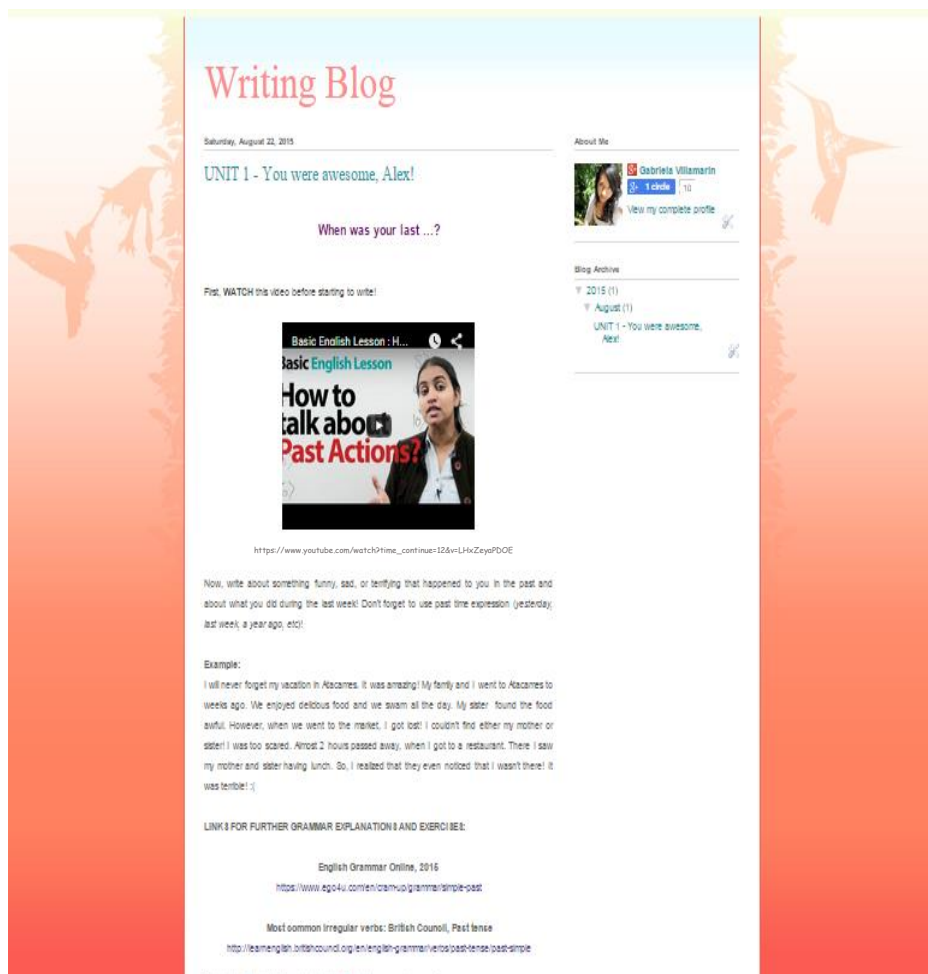 Writing Blog
Saturday, August 22, 2015
UNIT 1 - You were awesome, Alex!
When was your last ...?
First, WATCH this video before starting to write!
Basic English Lesson : H...
Basic English Lesson
How to
talk about
Past Actions?
https://www.youtube.com/watch?time_continue=12&v=LHxZeyaPDOE
Now, write about something funny, sad, or terrifying that happened to you in the past and
about what you did during the last week! Don't forget to use past time expression (yesterday,
last week, a year ago, etc)!
Example:
I will never forget my vacation in Atacames. It was amazing! My family and I went to Atacames to
weeks ago. We enjoyed delicious food and we swam all the day. My sister found the food
awful. However, when we went to the market, I got lost! I couldn't find either my mother or
sister! I was too scared. Almost 2 hours passed away, when I got to a restaurant. There I saw
my mother and sister having lunch. So, I realized that they even noticed that I wasn't there! It
was terrible! :(
LINKS FOR FURTHER GRAMMAR EXPLANATIONS AND EXERCISES:
English Grammar Online, 2015
https://www.ego4u.com/en/cram-up/grammar/simple-past
Most common irregular verbs: British Council, Past tense
http://learnenglish.britishcouncil.org/en/english-grammar/verbs/past-tense/past-simple
About Me
Gabriela Villamarin
1 circle 10
View my complete profile
Blog Archive
▼ 2015 (1)
▼ August (1)
UNIT 1 - You were awesome,
Alex!